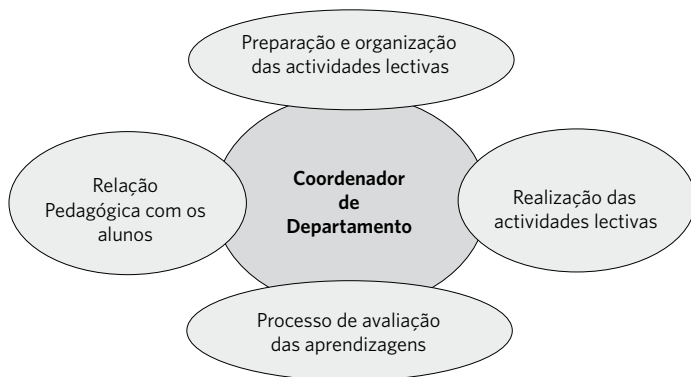 Preparação e organização
das actividades lectivas
Relação
Pedagógica com os
alunos
Coordenador
de
Departamento
Realização das
actividades lectivas
Processo de avaliação
das aprendizagens